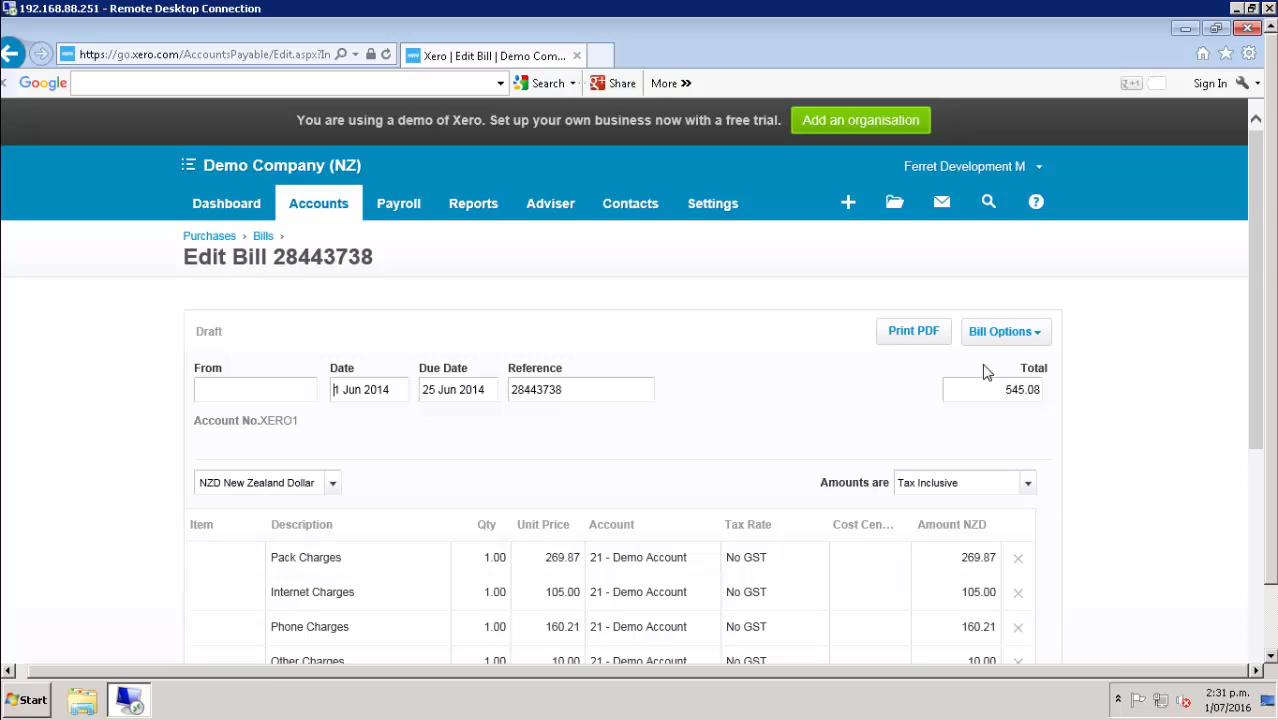 192.168.88.251 - Remote Desktop Connection
https://go.xero.com/AccountsPayable/Edit.aspx?In
Xero | Edit Bill | Demo Com...
Google Search Share More » Sign In
You are using a demo of Xero. Set up your own business now with a free trial. Add an organisation
Demo Company (NZ) Ferret Development M
Dashboard Accounts Payroll Reports Adviser Contacts Settings
Purchases › Bills ›
Edit Bill 28443738
Draft Print PDF Bill Options
From Date Due Date Reference Total
1 Jun 2014 25 Jun 2014 28443738 545.08
Account No.XERO1
NZD New Zealand Dollar Amounts are Tax Inclusive
Item Description Qty Unit Price Account Tax Rate Cost Cen... Amount NZD
Pack Charges 1.00 269.87 21 - Demo Account No GST 269.87
Internet Charges 1.00 105.00 21 - Demo Account No GST 105.00
Phone Charges 1.00 160.21 21 - Demo Account No GST 160.21
Other Charges 1.00 10.00 21 - Demo Account No GST 10.00
Start 2:31 p.m.
1/07/2016